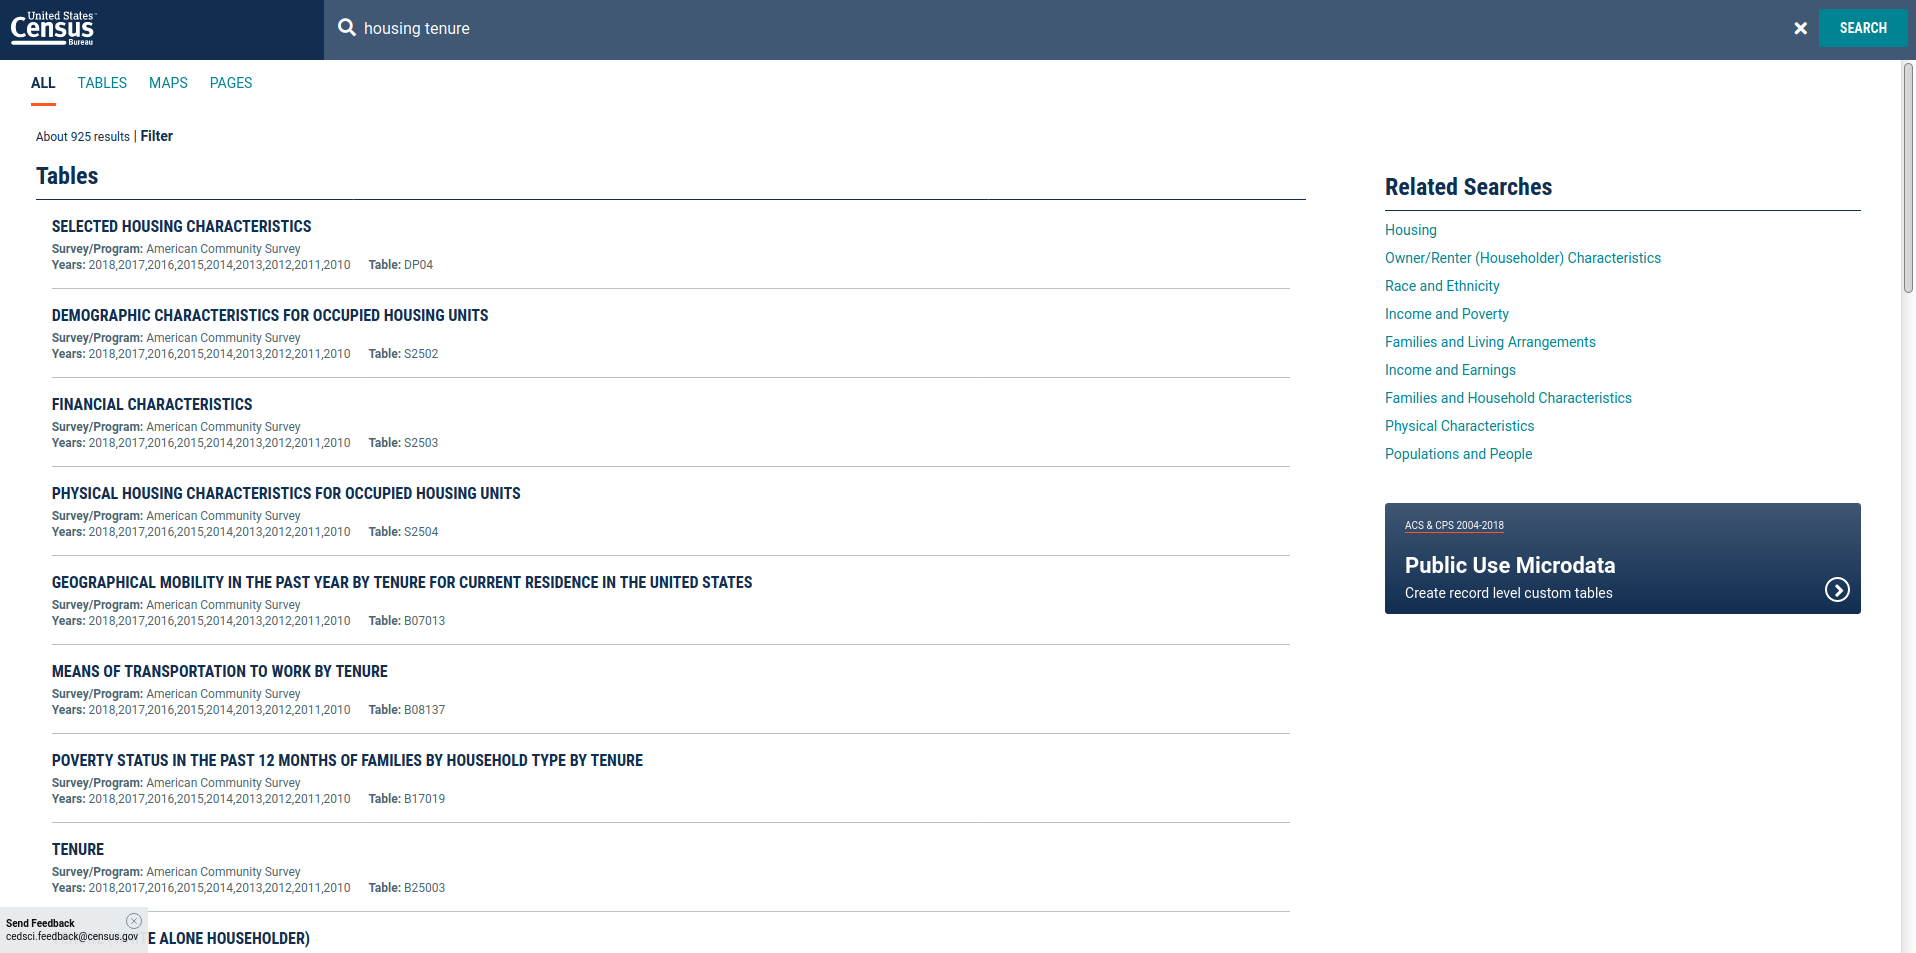 United States™
Census
Bureau
housing tenure
SEARCH
ALL TABLES MAPS PAGES
About 925 results | Filter
Tables
SELECTED HOUSING CHARACTERISTICS
Survey/Program: American Community Survey
Years: 2018,2017,2016,2015,2014,2013,2012,2011,2010 Table: DP04
DEMOGRAPHIC CHARACTERISTICS FOR OCCUPIED HOUSING UNITS
Survey/Program: American Community Survey
Years: 2018,2017,2016,2015,2014,2013,2012,2011,2010 Table: S2502
FINANCIAL CHARACTERISTICS
Survey/Program: American Community Survey
Years: 2018,2017,2016,2015,2014,2013,2012,2011,2010 Table: S2503
PHYSICAL HOUSING CHARACTERISTICS FOR OCCUPIED HOUSING UNITS
Survey/Program: American Community Survey
Years: 2018,2017,2016,2015,2014,2013,2012,2011,2010 Table: S2504
GEOGRAPHICAL MOBILITY IN THE PAST YEAR BY TENURE FOR CURRENT RESIDENCE IN THE UNITED STATES
Survey/Program: American Community Survey
Years: 2018,2017,2016,2015,2014,2013,2012,2011,2010 Table: B07013
MEANS OF TRANSPORTATION TO WORK BY TENURE
Survey/Program: American Community Survey
Years: 2018,2017,2016,2015,2014,2013,2012,2011,2010 Table: B08137
POVERTY STATUS IN THE PAST 12 MONTHS OF FAMILIES BY HOUSEHOLD TYPE BY TENURE
Survey/Program: American Community Survey
Years: 2018,2017,2016,2015,2014,2013,2012,2011,2010 Table: B17019
TENURE
Survey/Program: American Community Survey
Years: 2018,2017,2016,2015,2014,2013,2012,2011,2010 Table: B25003
ALONE HOUSEHOLDER)
Send Feedback
cedsci.feedback@census.gov
Related Searches
Housing
Owner/Renter (Householder) Characteristics
Race and Ethnicity
Income and Poverty
Families and Living Arrangements
Income and Earnings
Families and Household Characteristics
Physical Characteristics
Populations and People
ACS & CPS 2004-2018
Public Use Microdata
Create record level custom tables